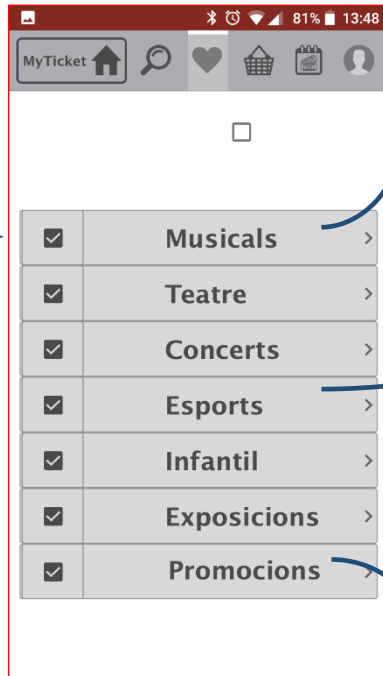 81% 13:48
MyTicket
Musicals
Teatre
Concerts
Esports
Infantil
Exposicions
Promocions